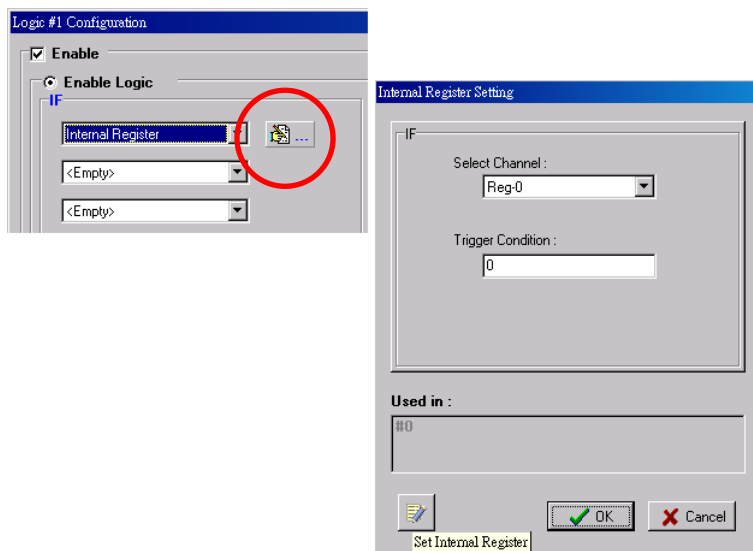 Logic #1 Configuration
Enable
Enable Logic
IF
Internal Register
...
<Empty>
<Empty>
Internal Register Setting
IF
Select Channel :
Reg-0
Trigger Condition :
0
Used in :
#0
OK
Cancel
Set Internal Register